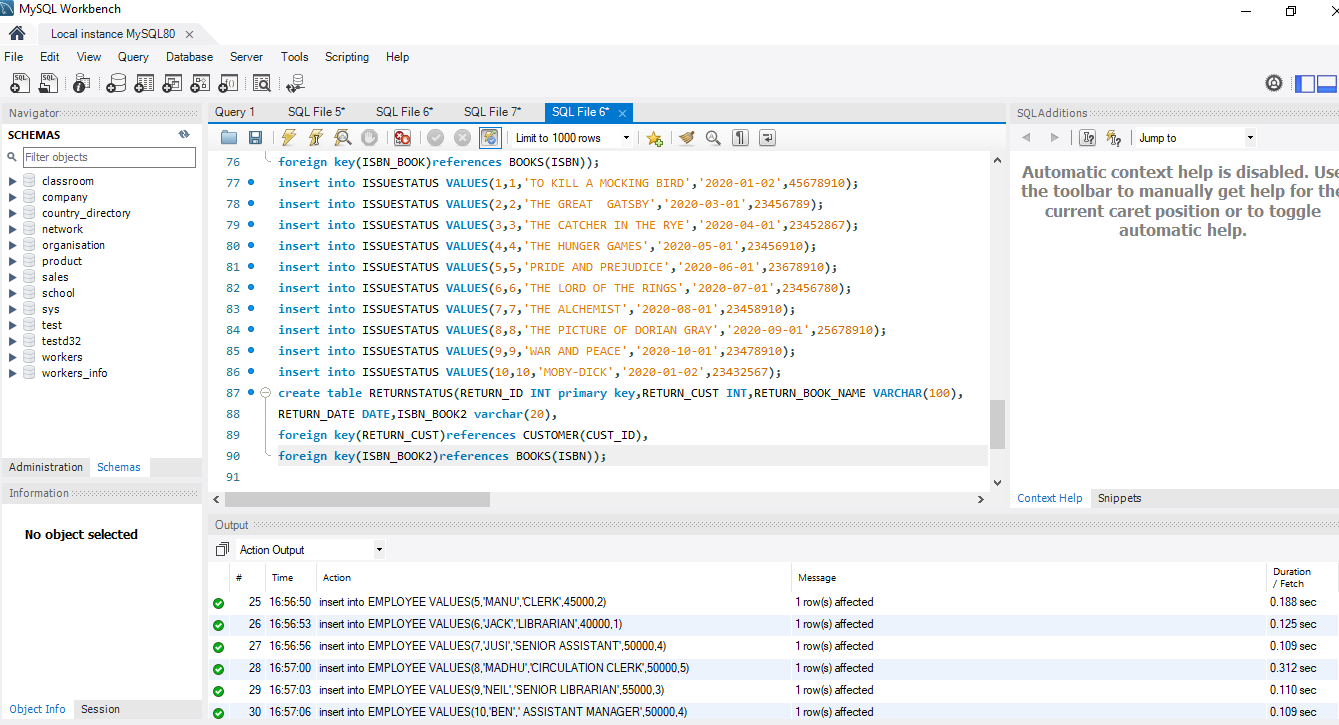 MySQL Workbench
Local instance MySQL80
File Edit View Query Database Server Tools Scripting Help
Navigator
SCHEMAS
Filter objects
classroom
company
country_directory
network
organisation
product
sales
school
sys
test
testd32
workers
workers_info
Administration Schemas
Information
No object selected
Object Info Session
Query 1 SQL File 5* SQL File 6* SQL File 7* SQL File 6*
Limit to 1000 rows
76 foreign key(ISBN_BOOK)references BOOKS(ISBN));
77 insert into ISSUESTATUS VALUES(1,1,'TO KILL A MOCKING BIRD','2020-01-02',45678910);
78 insert into ISSUESTATUS VALUES(2,2,'THE GREAT  GATSBY','2020-03-01',23456789);
79 insert into ISSUESTATUS VALUES(3,3,'THE CATCHER IN THE RYE','2020-04-01',23452867);
80 insert into ISSUESTATUS VALUES(4,4,'THE HUNGER GAMES','2020-05-01',23456910);
81 insert into ISSUESTATUS VALUES(5,5,'PRIDE AND PREJUDICE','2020-06-01',23678910);
82 insert into ISSUESTATUS VALUES(6,6,'THE LORD OF THE RINGS','2020-07-01',23456780);
83 insert into ISSUESTATUS VALUES(7,7,'THE ALCHEMIST','2020-08-01',23458910);
84 insert into ISSUESTATUS VALUES(8,8,'THE PICTURE OF DORIAN GRAY','2020-09-01',25678910);
85 insert into ISSUESTATUS VALUES(9,9,'WAR AND PEACE','2020-10-01',23478910);
86 insert into ISSUESTATUS VALUES(10,10,'MOBY-DICK','2020-01-02',23432567);
87 create table RETURNSTATUS(RETURN_ID INT primary key,RETURN_CUST INT,RETURN_BOOK_NAME VARCHAR(100),
88 RETURN_DATE DATE,ISBN_BOOK2 varchar(20),
89 foreign key(RETURN_CUST)references CUSTOMER(CUST_ID),
90 foreign key(ISBN_BOOK2)references BOOKS(ISBN));
91
SQLAdditions
Jump to
Automatic context help is disabled. Use
the toolbar to manually get help for the
current caret position or to toggle
automatic help.
Context Help Snippets
Output
Action Output
# Time Action Message Duration / Fetch
25 16:56:50 insert into EMPLOYEE VALUES(5,'MANU','CLERK',45000,2) 1 row(s) affected 0.188 sec
26 16:56:53 insert into EMPLOYEE VALUES(6,'JACK','LIBRARIAN',40000,1) 1 row(s) affected 0.125 sec
27 16:56:56 insert into EMPLOYEE VALUES(7,'JUSI','SENIOR ASSISTANT',50000,4) 1 row(s) affected 0.109 sec
28 16:57:00 insert into EMPLOYEE VALUES(8,'MADHU','CIRCULATION CLERK',50000,5) 1 row(s) affected 0.312 sec
29 16:57:03 insert into EMPLOYEE VALUES(9,'NEIL','SENIOR LIBRARIAN',55000,3) 1 row(s) affected 0.110 sec
30 16:57:06 insert into EMPLOYEE VALUES(10,'BEN',' ASSISTANT MANAGER',50000,4) 1 row(s) affected 0.109 sec